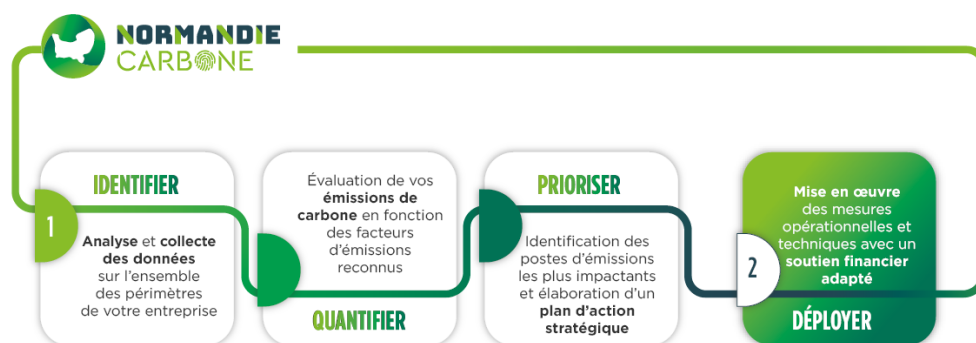 NORMANDIE
CARBONE
IDENTIFIER
1
Analyse et collecte
des données
sur l'ensemble
des périmètres
de votre entreprise
Évaluation de vos
émissions de
carbone en fonction
des facteurs
d'émissions
reconnus
QUANTIFIER
PRIORISER
Identification des
postes d'émissions
les plus impactants
et élaboration d'un
plan d'action
stratégique
2
Mise en œuvre
des mesures
opérationnelles et
techniques avec un
soutien financier
adapté
DÉPLOYER